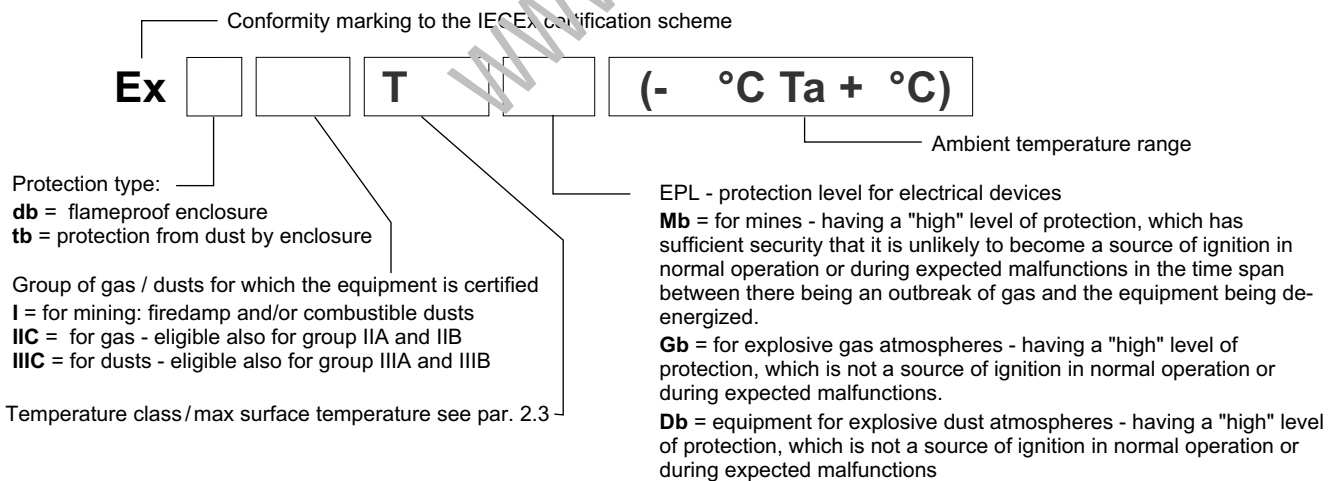 Conformity marking to the IECEx certification scheme
Ex T (- °C Ta + °C)
Ambient temperature range
Protection type:
db = flameproof enclosure
tb = protection from dust by enclosure
Group of gas / dusts for which the equipment is certified
I = for mining: firedamp and/or combustible dusts
IIC = for gas - eligible also for group IIA and IIB
IIIC = for dusts - eligible also for group IIIA and IIIB
Temperature class/max surface temperature see par. 2.3
EPL - protection level for electrical devices
Mb = for mines - having a "high" level of protection, which has
sufficient security that it is unlikely to become a source of ignition in
normal operation or during expected malfunctions in the time span
between there being an outbreak of gas and the equipment being de-
energized.
Gb = for explosive gas atmospheres - having a "high" level of
protection, which is not a source of ignition in normal operation or
during expected malfunctions.
Db = equipment for explosive dust atmospheres - having a "high" level
of protection, which is not a source of ignition in normal operation or
during expected malfunctions